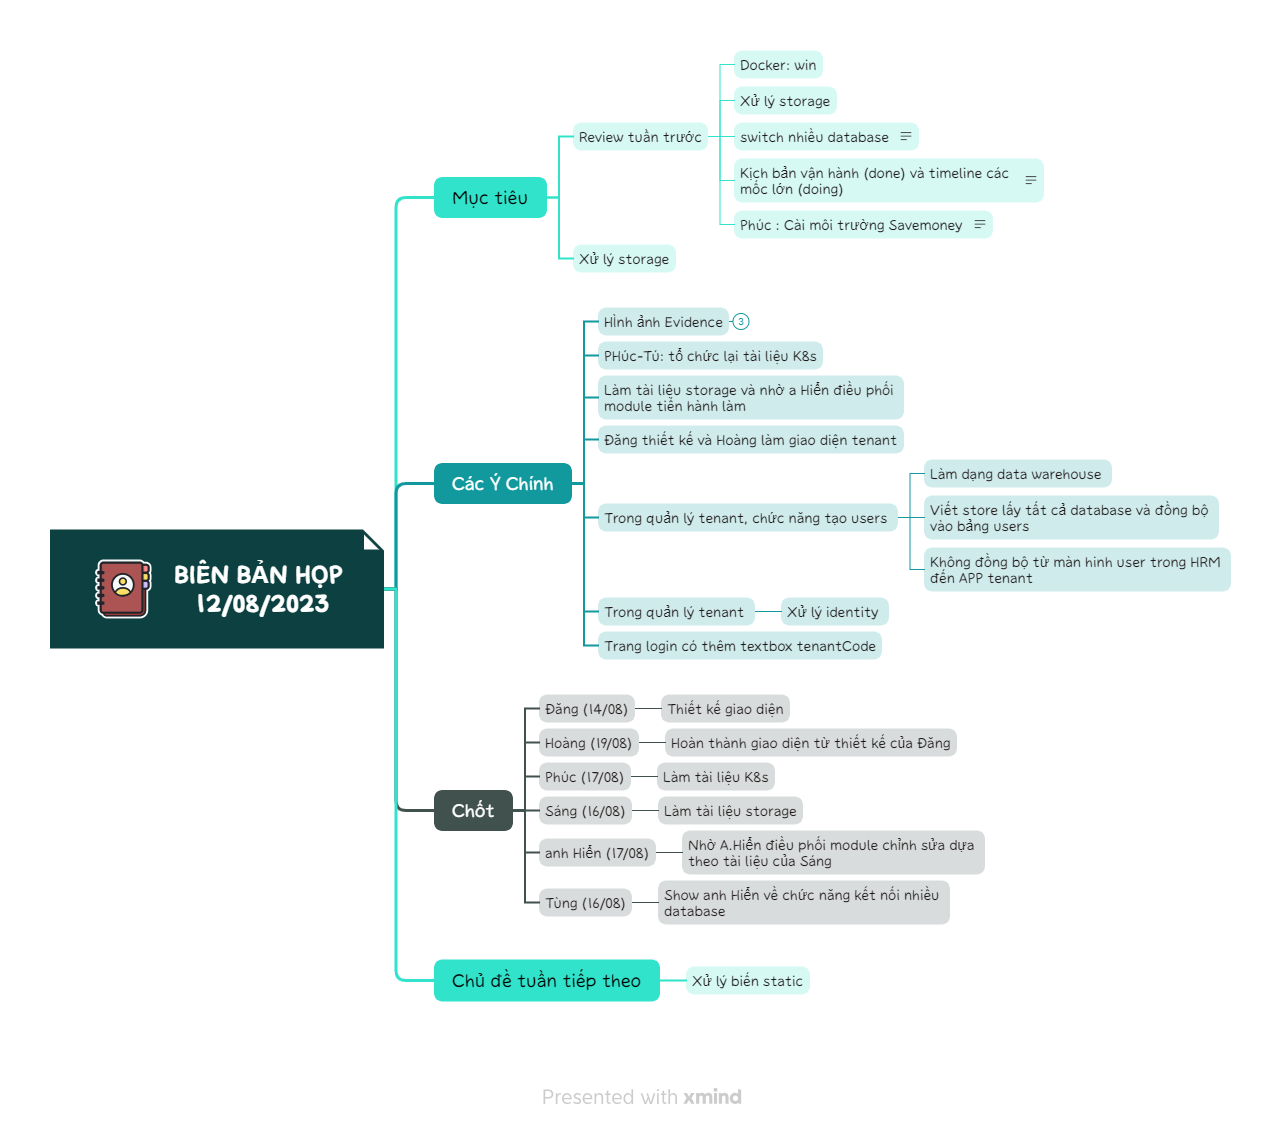 BIÊN BẢN HỌP
12/08/2023
Mục tiêu
Review tuần trước
Docker: win
Xử lý storage
switch nhiều database
Kịch bản vận hành (done) và timeline các
mốc lớn (doing)
Phúc : Cài môi trường Savemoney
Xử lý storage
Các Ý Chính
HÌnh ảnh Evidence
3
PHúc-Tú: tổ chức lại tài liệu K8s
Làm tài liệu storage và nhờ a Hiển điều phối
module tiến hành làm
Đăng thiết kế và Hoàng làm giao diện tenant
Trong quản lý tenant, chức năng tạo users
Làm dạng data warehouse
Viết store lấy tất cả database và đồng bộ
vào bảng users
Không đồng bộ từ màn hinh user trong HRM
đến APP tenant
Trong quản lý tenant
Xử lý identity
Trang login có thêm textbox tenantCode
Chốt
Đăng (14/08)
Thiết kế giao diện
Hoàng (19/08)
Hoàn thành giao diện từ thiết kế của Đăng
Phúc (17/08)
Làm tài liệu K8s
Sáng (16/08)
Làm tài liệu storage
anh Hiển (17/08)
Nhờ A.Hiển điều phối module chỉnh sửa dựa
theo tài liệu của Sáng
Tùng (16/08)
Show anh Hiển về chức năng kết nối nhiều
database
Chủ đề tuần tiếp theo
Xử lý biến static
Presented with xmind